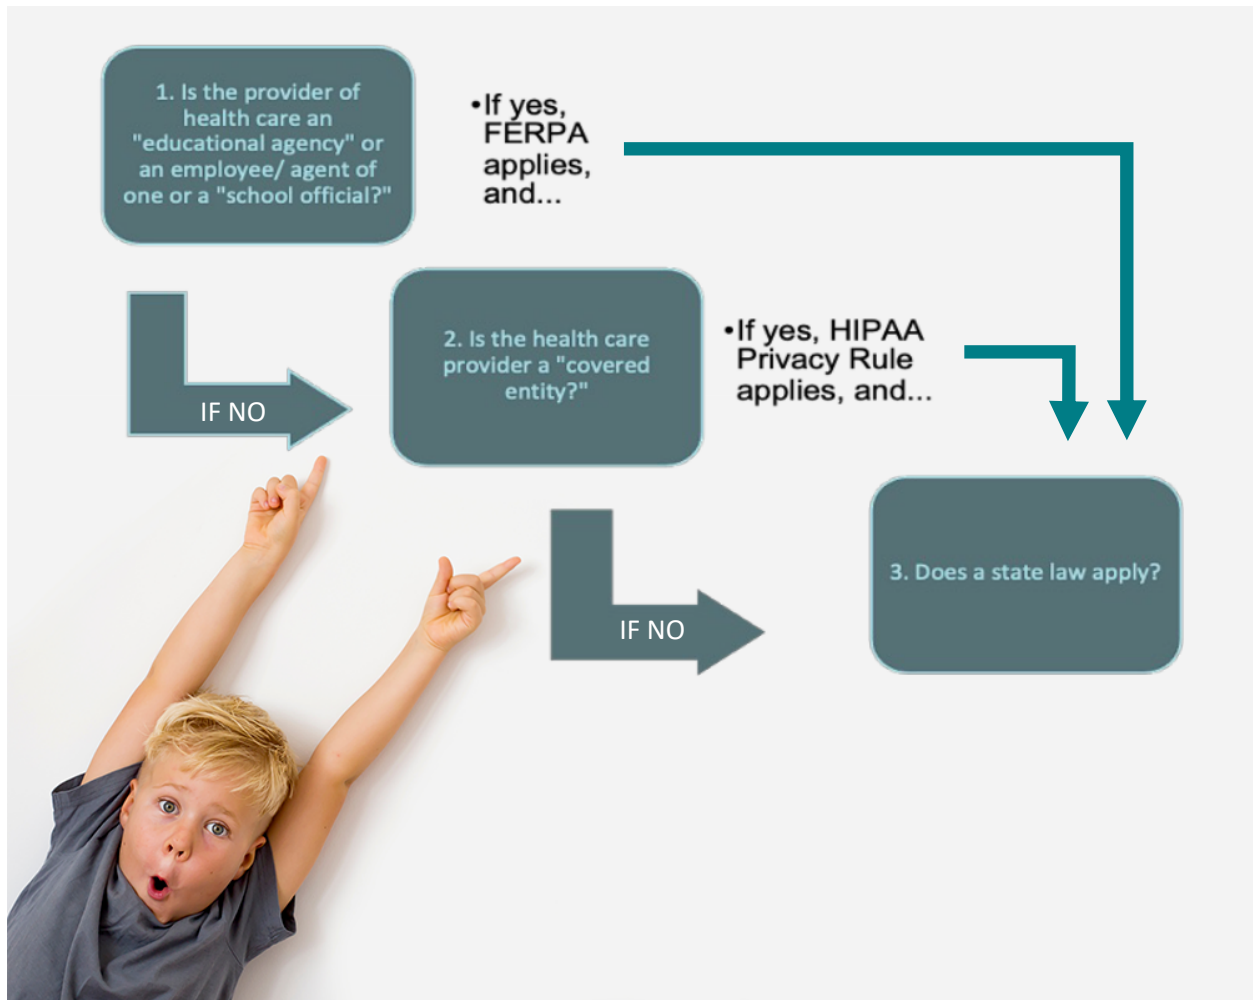 1. Is the provider of
health care an
"educational agency" or
an employee/ agent of
one or a "school official?"
•If yes,
FERPA
applies,
and...
IF NO
2. Is the health care
provider a "covered
entity?"
•If yes, HIPAA
Privacy Rule
applies, and...
IF NO
3. Does a state law apply?